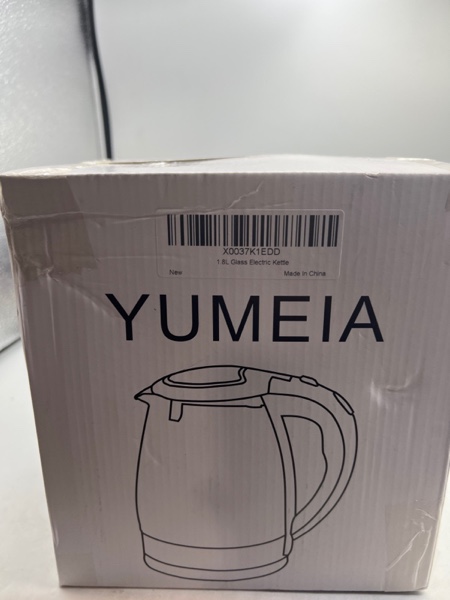 X0037K1EDD
1.8L Glass Electric Kettle
New Made In China
YUMEIA